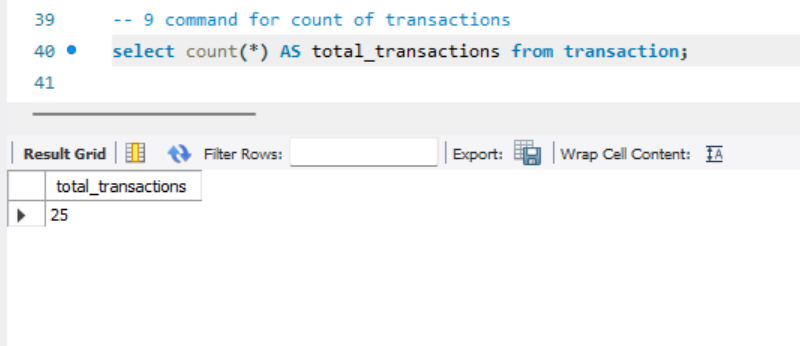 39 -- 9 command for count of transactions
40 select count(*) AS total_transactions from transaction;
41
Result Grid Filter Rows: Export: Wrap Cell Content: IA
total_transactions
25